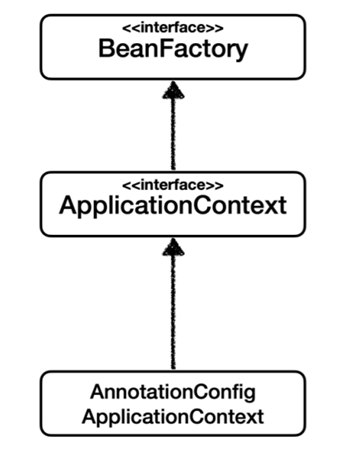 <<interface>>
BeanFactory
<<interface>>
ApplicationContext
AnnotationConfig
ApplicationContext